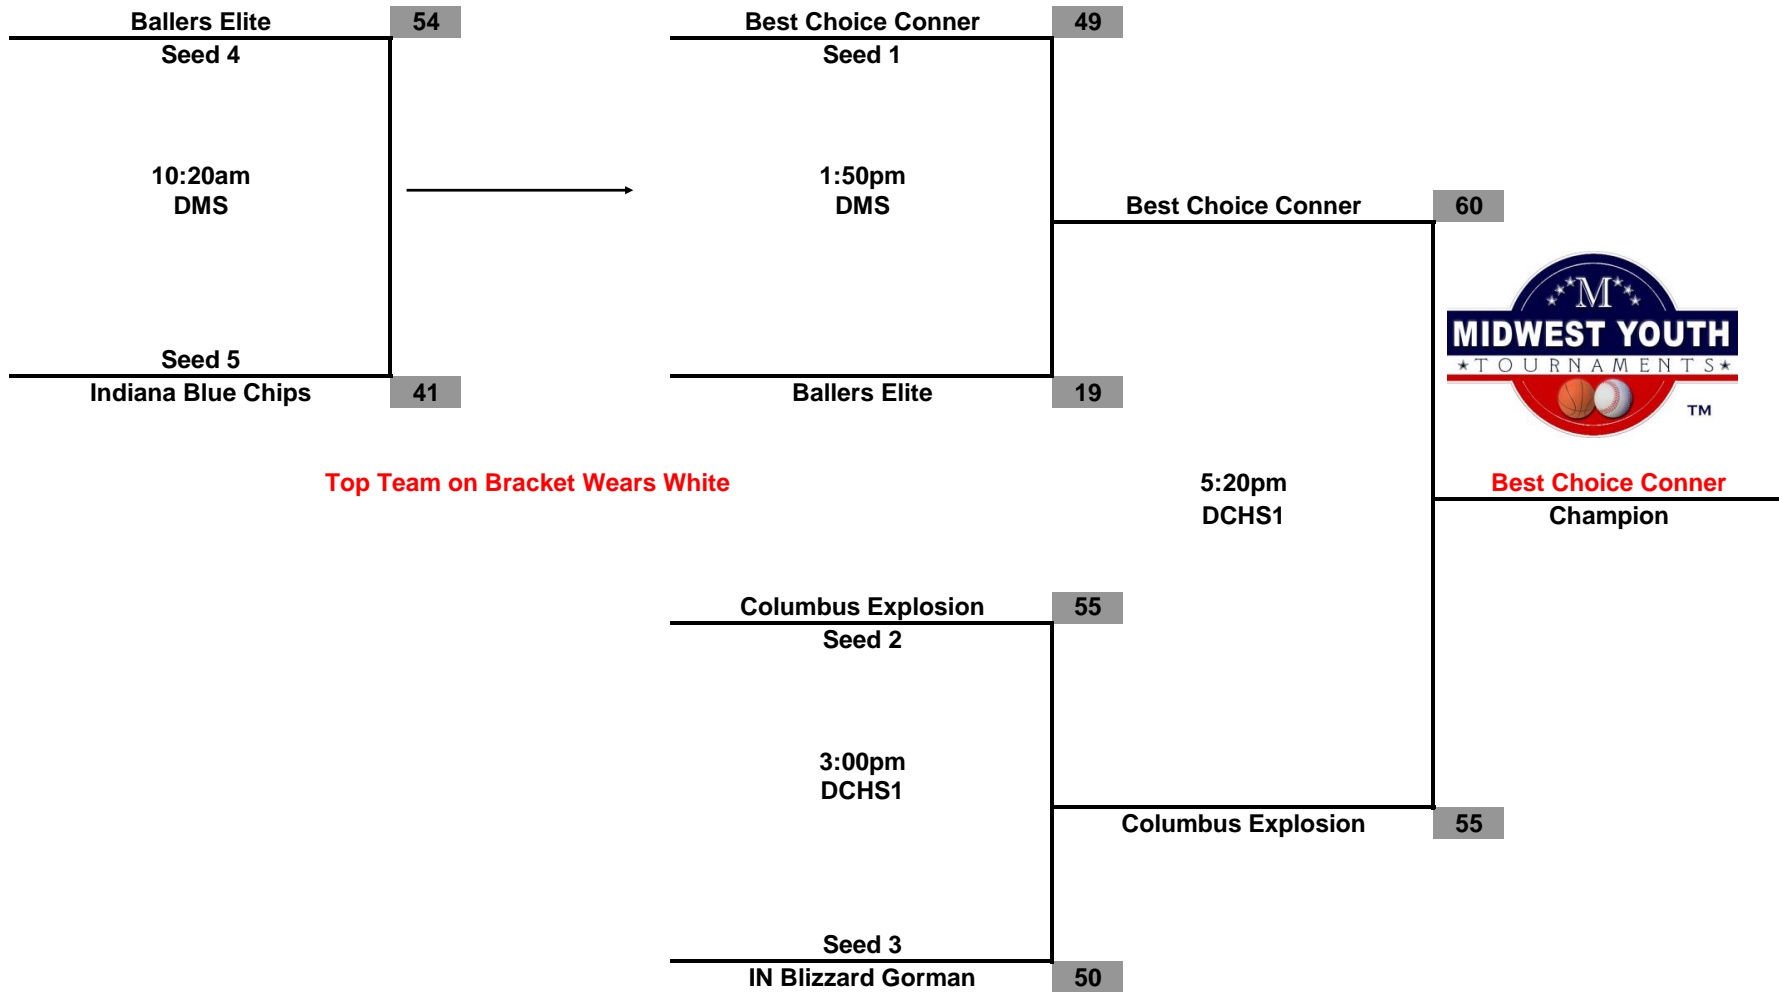 Ballers Elite 54
Seed 4
10:20am
DMS
Seed 5
Indiana Blue Chips 41
Best Choice Conner 49
Seed 1
1:50pm
DMS
Ballers Elite 19
Best Choice Conner 60
M
MIDWEST YOUTH
TOURNAMENTS
TM
Top Team on Bracket Wears White
5:20pm
DCHS1
Best Choice Conner
Champion
Columbus Explosion 55
Seed 2
3:00pm
DCHS1
Columbus Explosion 55
Seed 3
IN Blizzard Gorman 50